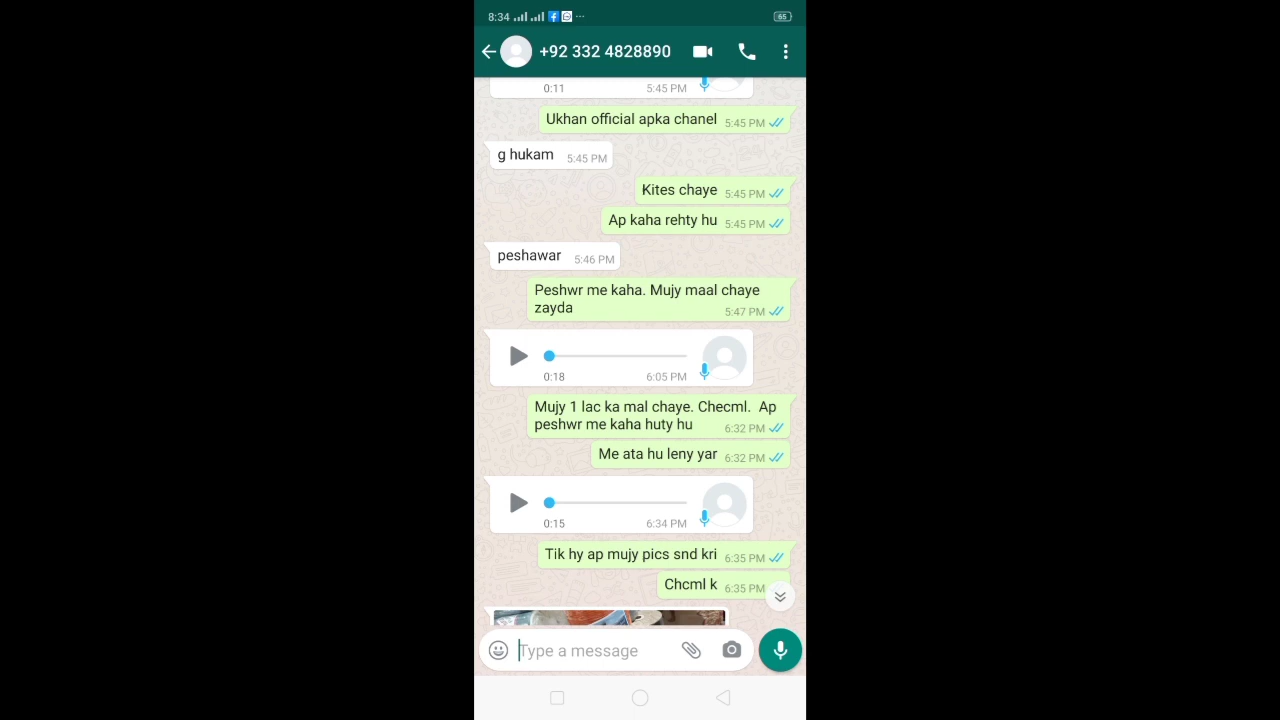 8:34
65
+92 332 4828890
0:11 5:45 PM
Ukhan official apka chanel 5:45 PM
g hukam 5:45 PM
Kites chaye 5:45 PM
Ap kaha rehty hu 5:45 PM
peshawar 5:46 PM
Peshwr me kaha. Mujy maal chaye
zayda 5:47 PM
0:18 6:05 PM
Mujy 1 lac ka mal chaye. Checml. Ap
peshwr me kaha huty hu 6:32 PM
Me ata hu leny yar 6:32 PM
0:15 6:34 PM
Tik hy ap mujy pics snd kri 6:35 PM
Chcml k 6:35 PM
Type a message